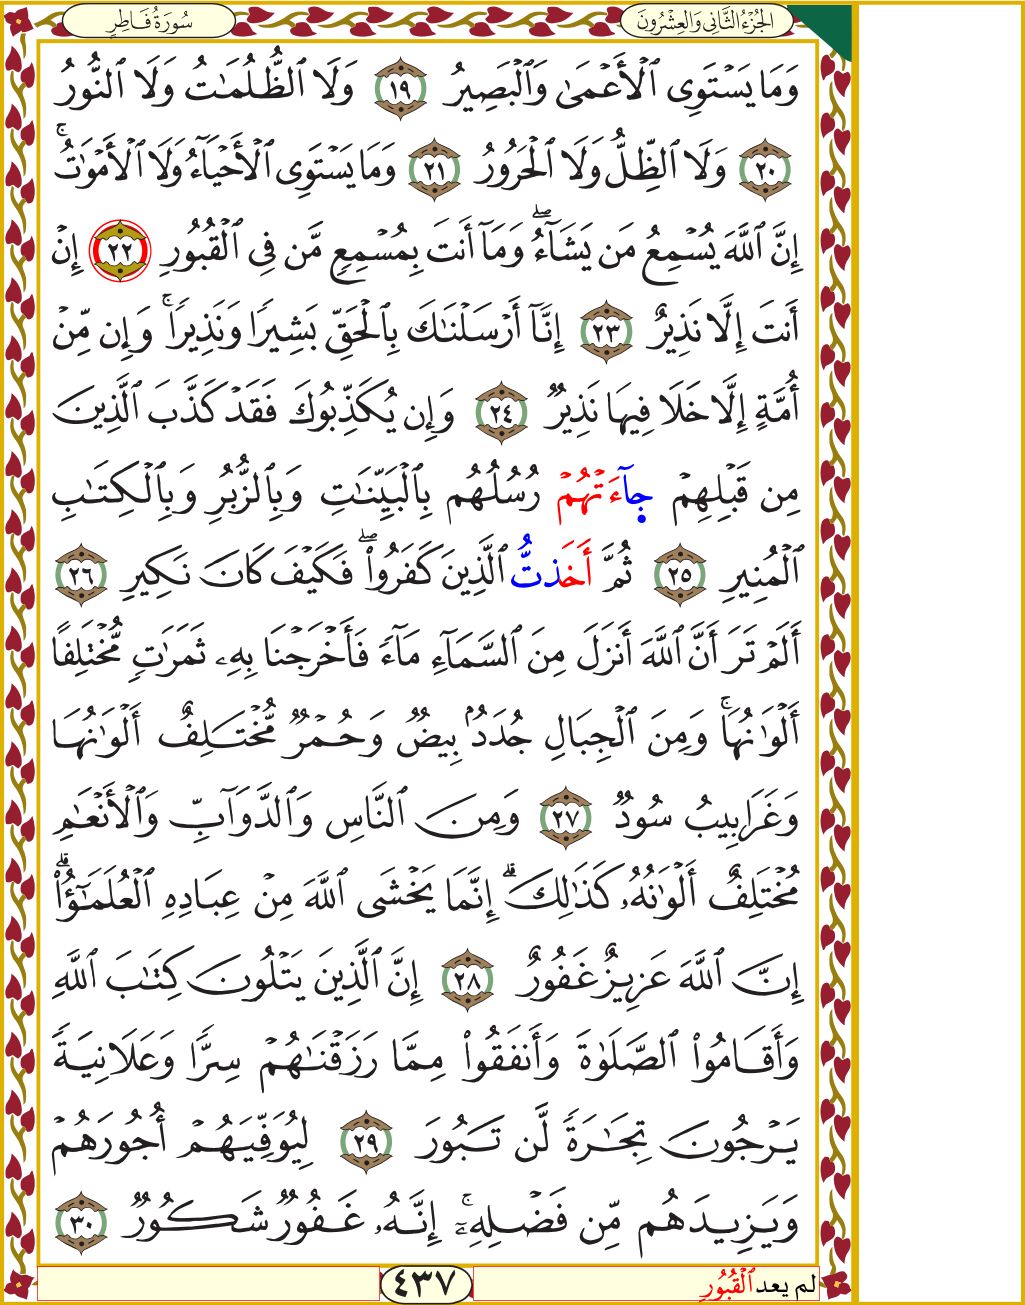 سُورَةُ فَاطِرٍ
الجُزْءُ الثَّانِي وَالعِشْرُونَ
وَمَا يَسۡتَوِي ٱلۡأَعۡمَىٰ وَٱلۡبَصِيرُ ١٩ وَلَا ٱلظُّلُمَٰتُ وَلَا ٱلنُّورُ
٢٠ وَلَا ٱلظِّلُّ وَلَا ٱلۡحَرُورُ ٢١ وَمَا يَسۡتَوِي ٱلۡأَحۡيَآءُ وَلَا ٱلۡأَمۡوَٰتُۚ
إِنَّ ٱللَّهَ يُسۡمِعُ مَن يَشَآءُۖ وَمَآ أَنتَ بِمُسۡمِعٖ مَّن فِي ٱلۡقُبُورِ ٢٢ إِنۡ
أَنتَ إِلَّا نَذِيرٌ ٢٣ إِنَّآ أَرۡسَلۡنَٰكَ بِٱلۡحَقِّ بَشِيرٗا وَنَذِيرٗاۚ وَإِن مِّنۡ
أُمَّةٍ إِلَّا خَلَا فِيهَا نَذِيرٞ ٢٤ وَإِن يُكَذِّبُوكَ فَقَدۡ كَذَّبَ ٱلَّذِينَ
مِن قَبۡلِهِمۡ جَآءَتۡهُمۡ رُسُلُهُم بِٱلۡبَيِّنَٰتِ وَبِٱلزُّبُرِ وَبِٱلۡكِتَٰبِ
ٱلۡمُنِيرِ ٢٥ ثُمَّ أَخَذتُّ ٱلَّذِينَ كَفَرُواْۖ فَكَيۡفَ كَانَ نَكِيرِ ٢٦
أَلَمۡ تَرَ أَنَّ ٱللَّهَ أَنزَلَ مِنَ ٱلسَّمَآءِ مَآءٗ فَأَخۡرَجۡنَا بِهِۦ ثَمَرَٰتٖ مُّخۡتَلِفًا
أَلۡوَٰنُهَاۚ وَمِنَ ٱلۡجِبَالِ جُدَدُۢ بِيضٞ وَحُمۡرٞ مُّخۡتَلِفٌ أَلۡوَٰنُهَا
وَغَرَابِيبُ سُودٞ ٢٧ وَمِنَ ٱلنَّاسِ وَٱلدَّوَآبِّ وَٱلۡأَنۡعَٰمِ
مُخۡتَلِفٌ أَلۡوَٰنُهُۥ كَذَٰلِكَۗ إِنَّمَا يَخۡشَى ٱللَّهَ مِنۡ عِبَادِهِ ٱلۡعُلَمَٰٓؤُاْۗ
إِنَّ ٱللَّهَ عَزِيزٌ غَفُورٌ ٢٨ إِنَّ ٱلَّذِينَ يَتۡلُونَ كِتَٰبَ ٱللَّهِ
وَأَقَامُواْ ٱلصَّلَوٰةَ وَأَنفَقُواْ مِمَّا رَزَقۡنَٰهُمۡ سِرّٗا وَعَلَانِيَةٗ
يَرۡجُونَ تِجَٰرَةٗ لَّن تَبُورَ ٢٩ لِيُوَفِّيَهُمۡ أُجُورَهُمۡ
وَيَزِيدَهُم مِّن فَضۡلِهِۦٓۚ إِنَّهُۥ غَفُورٞ شَكُورٞ ٣٠
لم يعد ٱلۡقُبُورِ
٤٣٧